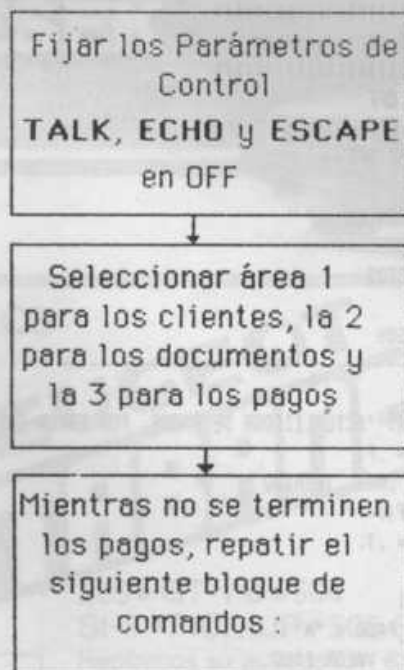 Fijar los Parámetros de
Control
TALK, ECHO y ESCAPE
en OFF
Seleccionar área 1
para los clientes, la 2
para los documentos y
la 3 para los pagos
Mientras no se terminen
los pagos, repatir el
siguiente bloque de
comandos :